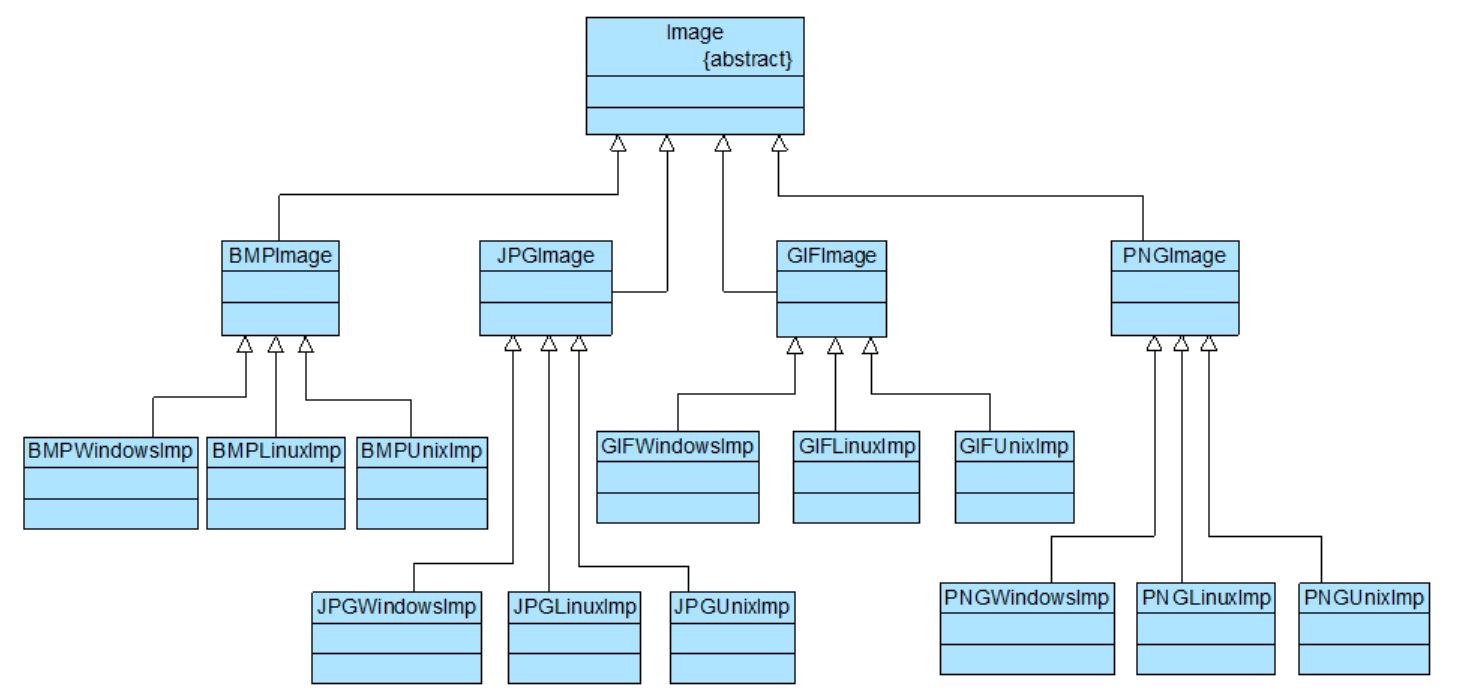 Image
{abstract}
BMPImage
JPGImage
GIFImage
PNGImage
BMPWindowsImp
BMPLinuxImp
BMPUnixImp
GIFWindowsImp
GIFLinuxImp
GIFUnixImp
JPGWindowsImp
JPGLinuxImp
JPGUnixImp
PNGWindowsImp
PNGLinuxImp
PNGUnixImp